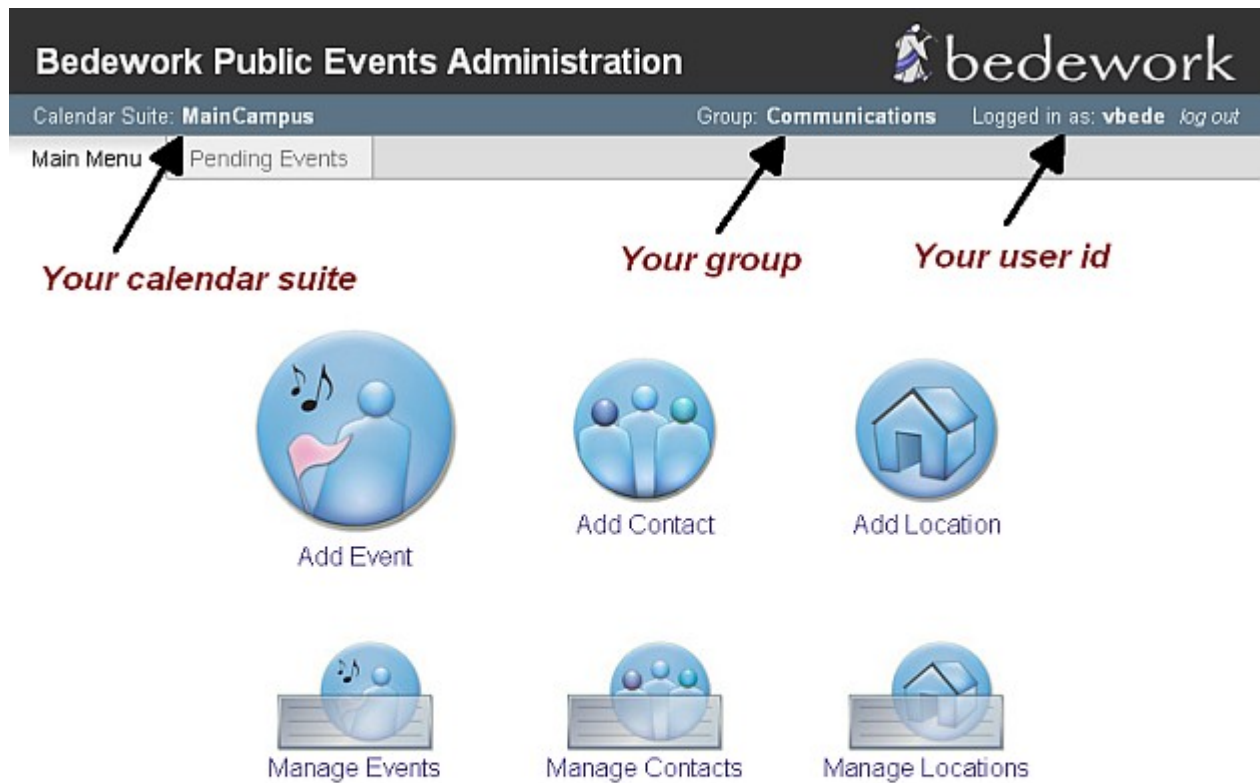 Bedework Public Events Administration bedework
Calendar Suite: MainCampus Group: Communications Logged in as: vbede log out
Main Menu Pending Events
Your calendar suite Your group Your user id
Add Event Add Contact Add Location
Manage Events Manage Contacts Manage Locations